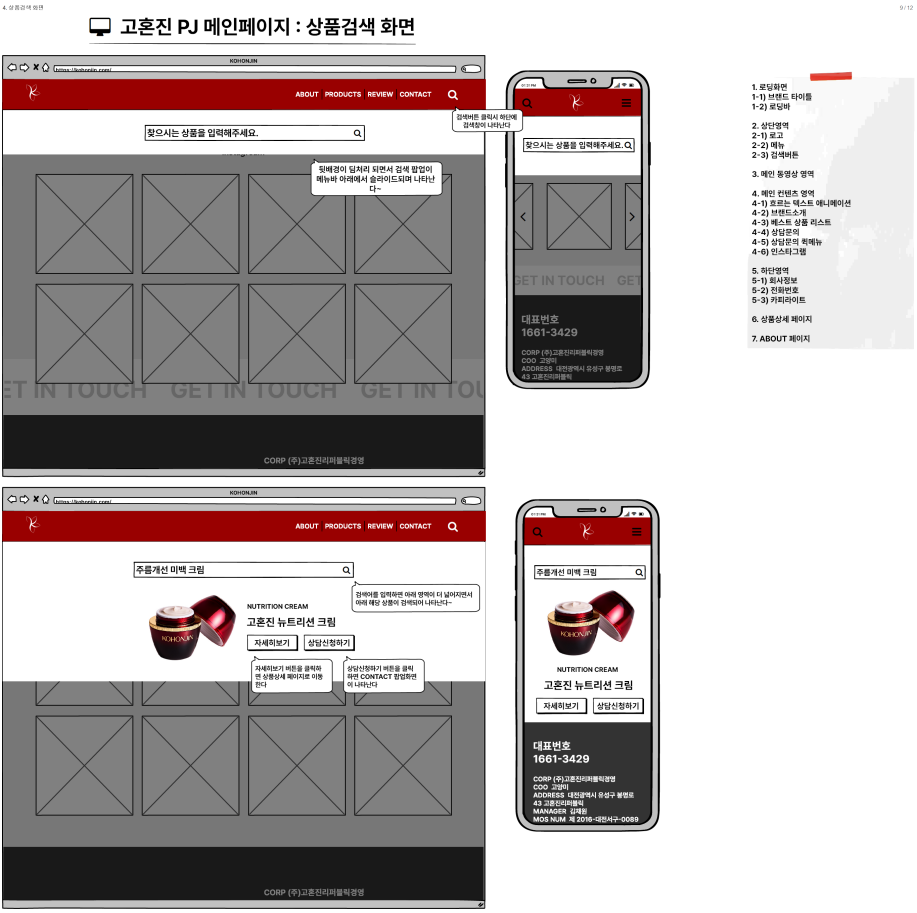 4. 상품검색 화면
9 / 12
고혼진 PJ 메인페이지 : 상품검색 화면
KOHONJIN
https://kohonjin.com/
ABOUT PRODUCTS REVIEW CONTACT
검색버튼 클릭시 하단에
검색창이 나타난다
찾으시는 상품을 입력해주세요.
뒷배경이 딤처리 되면서 검색 팝업이
메뉴바 아래에서 슬라이드되며 나타난
다~
ET IN TOUCH GET IN TOUCH GET IN TOU
CORP (주)고혼진리퍼블릭경영
찾으시는 상품을 입력해주세요.
GET IN TOUCH GET
대표번호
1661-3429
CORP (주)고혼진리퍼블릭경영
COO 고양미
ADDRESS 대전광역시 유성구 봉명로
43 고혼진리퍼블릭
1. 로딩화면
1-1) 브랜드 타이틀
1-2) 로딩바
2. 상단영역
2-1) 로고
2-2) 메뉴
2-3) 검색버튼
3. 메인 동영상 영역
4. 메인 컨텐츠 영역
4-1) 흐르는 텍스트 애니메이션
4-2) 브랜드소개
4-3) 베스트 상품 리스트
4-4) 상담문의
4-5) 상담문의 퀵메뉴
4-6) 인스타그램
5. 하단영역
5-1) 회사정보
5-2) 전화번호
5-3) 카피라이트
6. 상품상세 페이지
7. ABOUT 페이지
KOHONJIN
https://kohonjin.com/
ABOUT PRODUCTS REVIEW CONTACT
주름개선 미백 크림
검색어를 입력하면 아래 영역이 더 넓어지면서
아래 해당 상품이 검색되어 나타난다~
KOHONJIN
NUTRITION CREAM
고혼진 뉴트리션 크림
자세히보기 상담신청하기
자세히보기 버튼을 클릭하
면 상품상세 페이지로 이동
한다
상담신청하기 버튼을 클릭
하면 CONTACT 팝업화면
이 나타난다
CORP (주)고혼진리퍼블릭경영
주름개선 미백 크림
KOHONJIN
NUTRITION CREAM
고혼진 뉴트리션 크림
자세히보기 상담신청하기
대표번호
1661-3429
CORP (주)고혼진리퍼블릭경영
COO 고양미
ADDRESS 대전광역시 유성구 봉명로
43 고혼진리퍼블릭
MANAGER 김재원
MOS NUM 제 2016-대전서구-0089